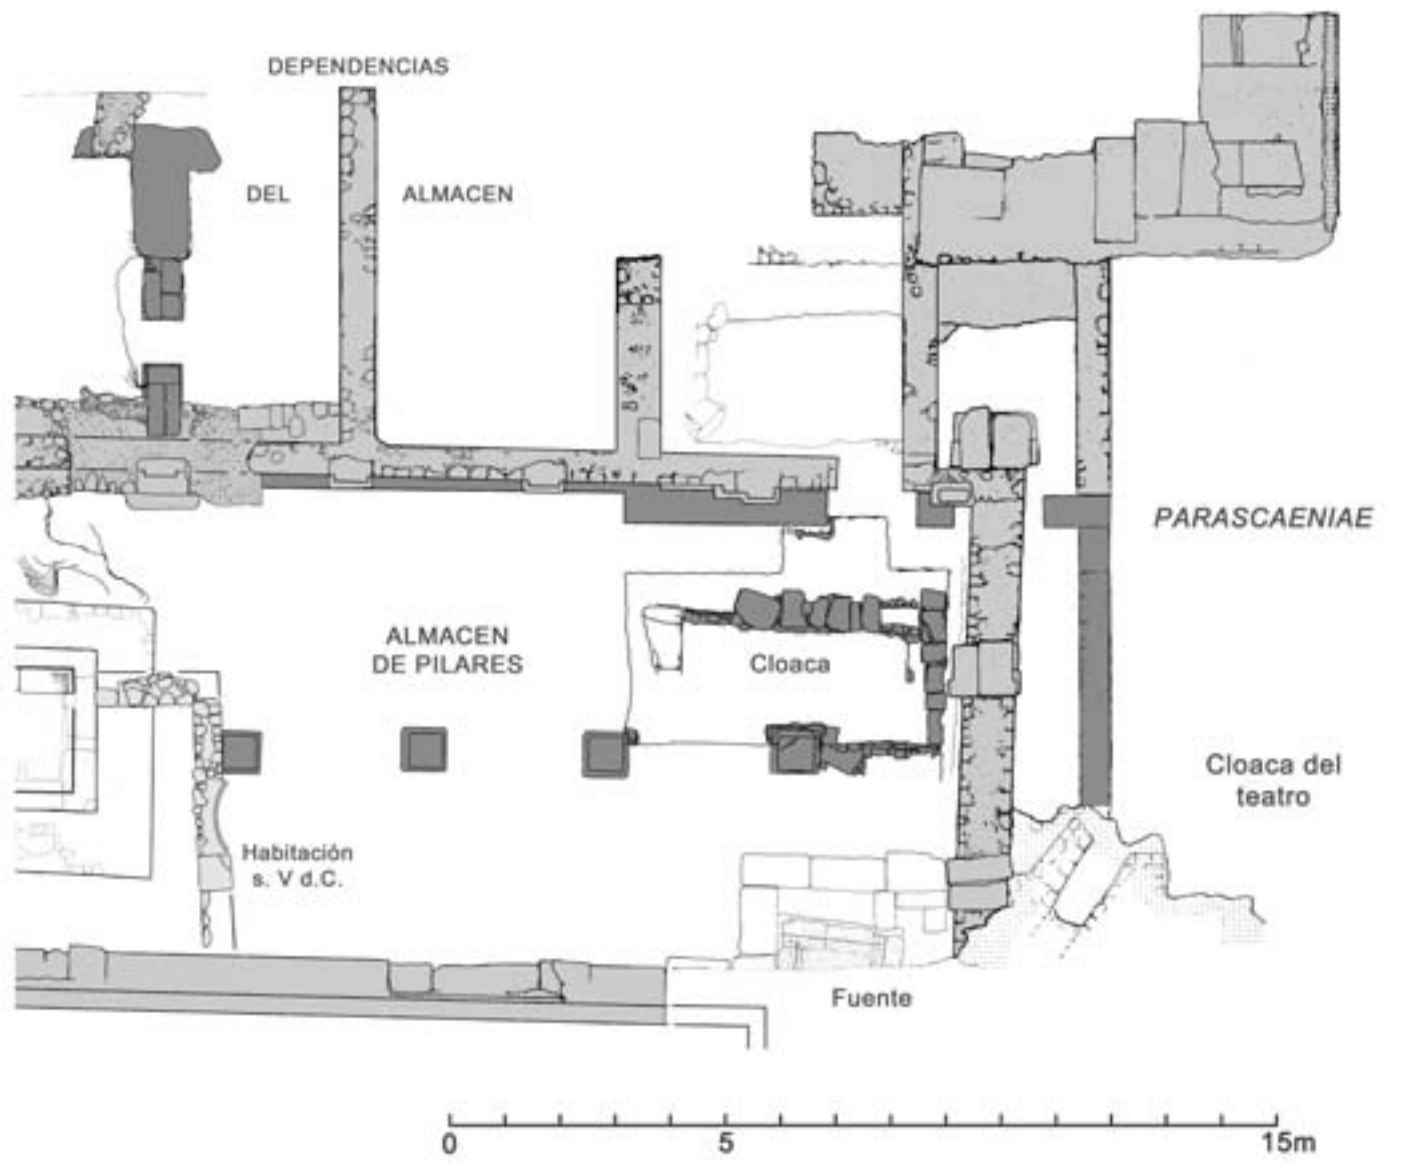 DEPENDENCIAS
DEL ALMACEN
PARASCAENIAE
ALMACEN
DE PILARES
Cloaca
Cloaca del
teatro
Habitación
s. V d.C.
Fuente
0 5 15m